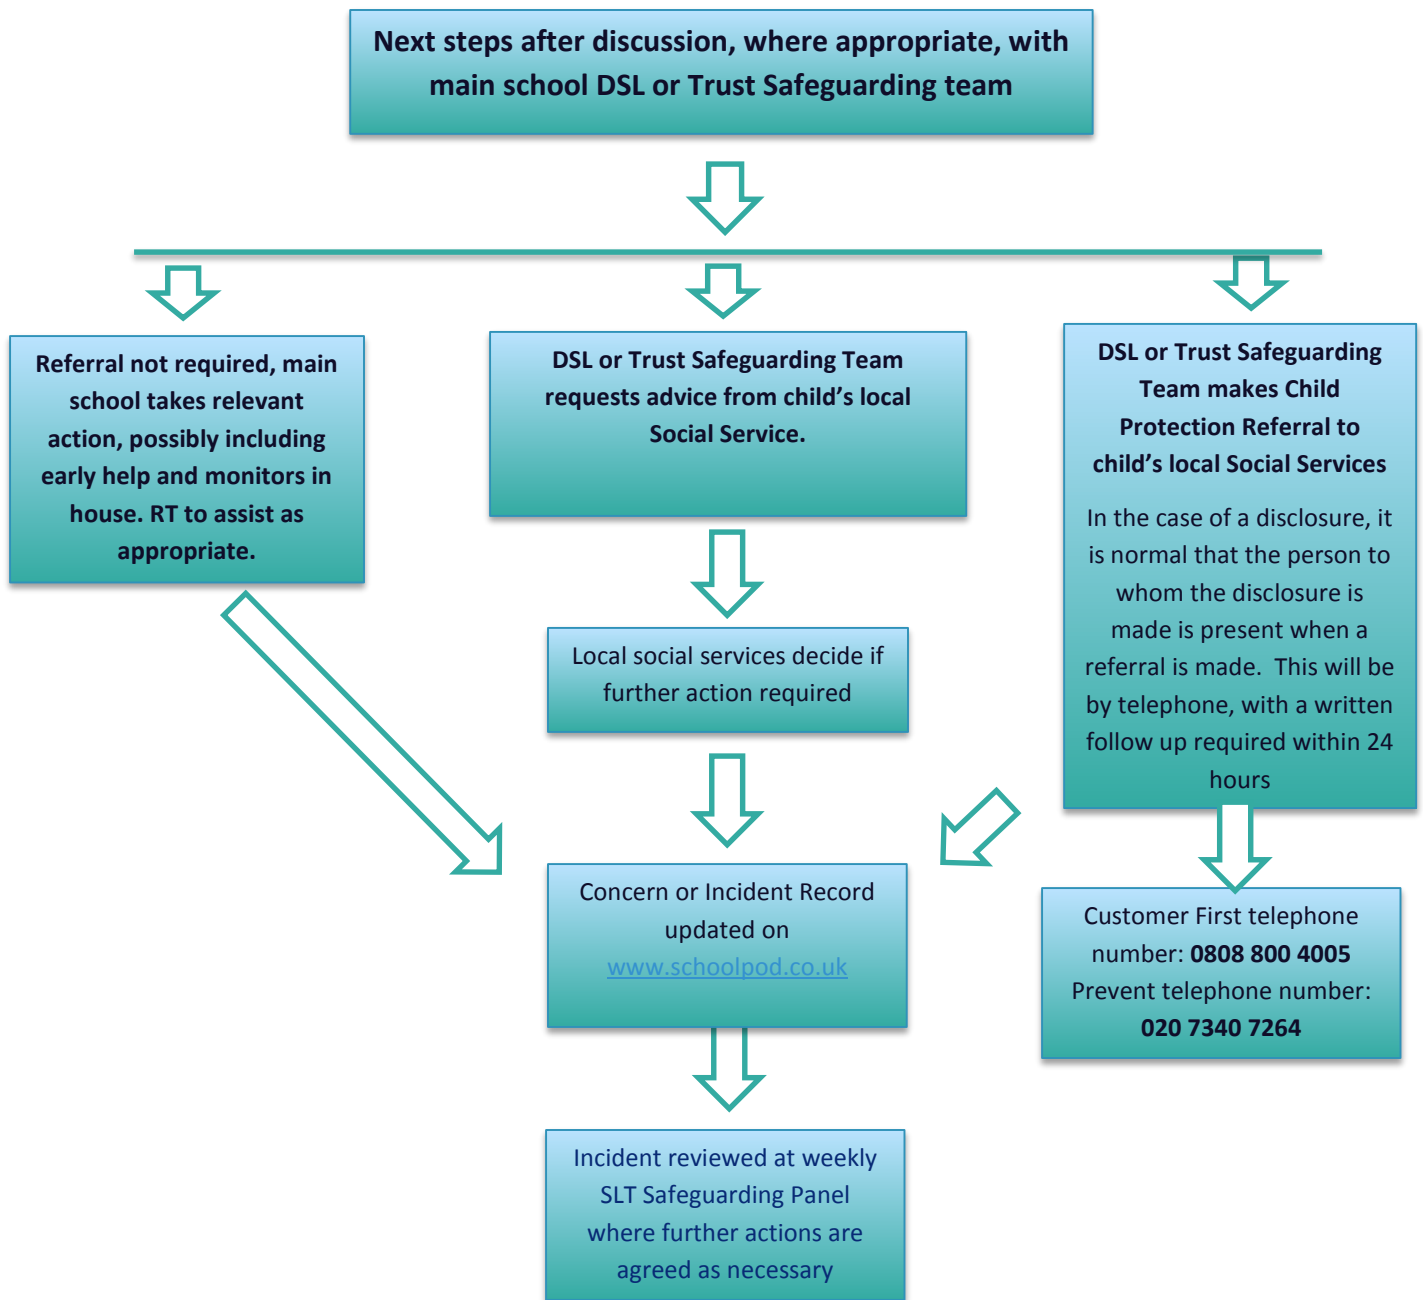 Next steps after discussion, where appropriate, with
main school DSL or Trust Safeguarding team
Referral not required, main
school takes relevant
action, possibly including
early help and monitors in
house. RT to assist as
appropriate.
DSL or Trust Safeguarding Team
requests advice from child’s local
Social Service.
DSL or Trust Safeguarding
Team makes Child
Protection Referral to
child’s local Social Services
In the case of a disclosure, it
is normal that the person to
whom the disclosure is
made is present when a
referral is made.  This will be
by telephone, with a written
follow up required within 24
hours
Local social services decide if
further action required
Concern or Incident Record
updated on
www.schoolpod.co.uk
Customer First telephone
number: 0808 800 4005
Prevent telephone number:
020 7340 7264
Incident reviewed at weekly
SLT Safeguarding Panel
where further actions are
agreed as necessary